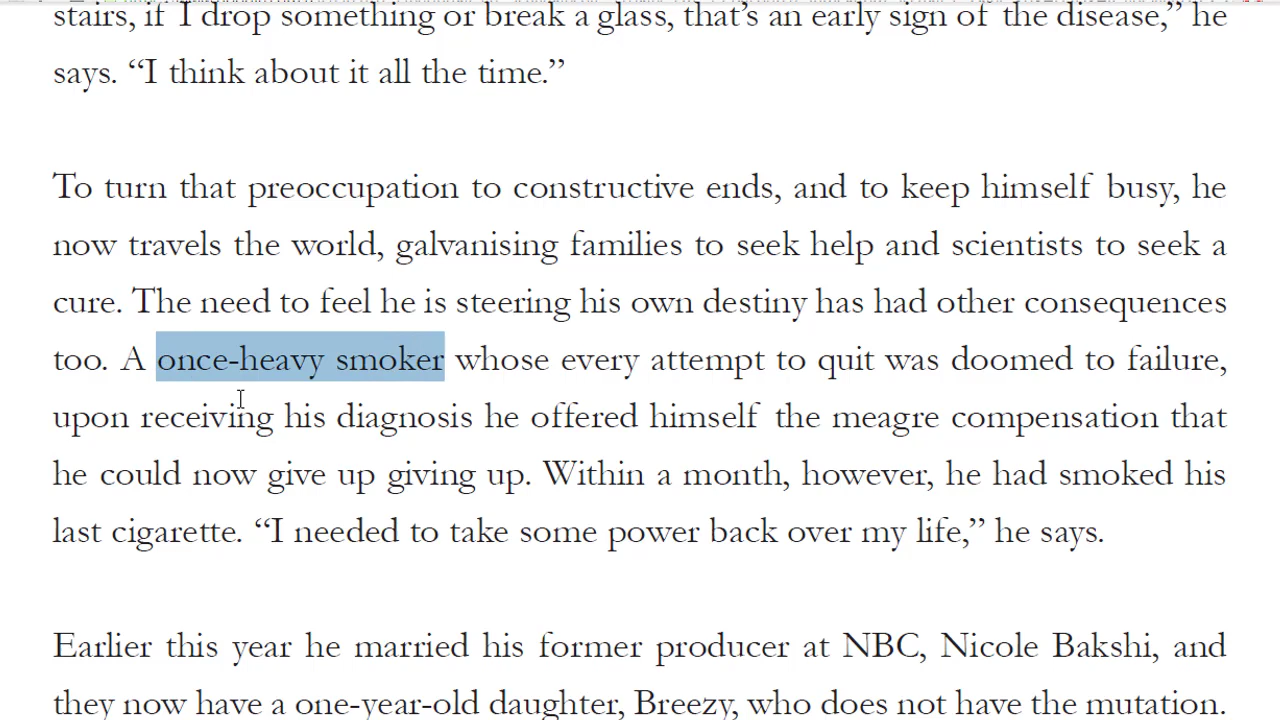 stairs, if I drop something or break a glass, that’s an early sign of the disease,” he
says. “I think about it all the time.”
To turn that preoccupation to constructive ends, and to keep himself busy, he
now travels the world, galvanising families to seek help and scientists to seek a
cure. The need to feel he is steering his own destiny has had other consequences
too. A once-heavy smoker whose every attempt to quit was doomed to failure,
upon receiving his diagnosis he offered himself the meagre compensation that
he could now give up giving up. Within a month, however, he had smoked his
last cigarette. “I needed to take some power back over my life,” he says.
Earlier this year he married his former producer at NBC, Nicole Bakshi, and
they now have a one-year-old daughter, Breezy, who does not have the mutation.